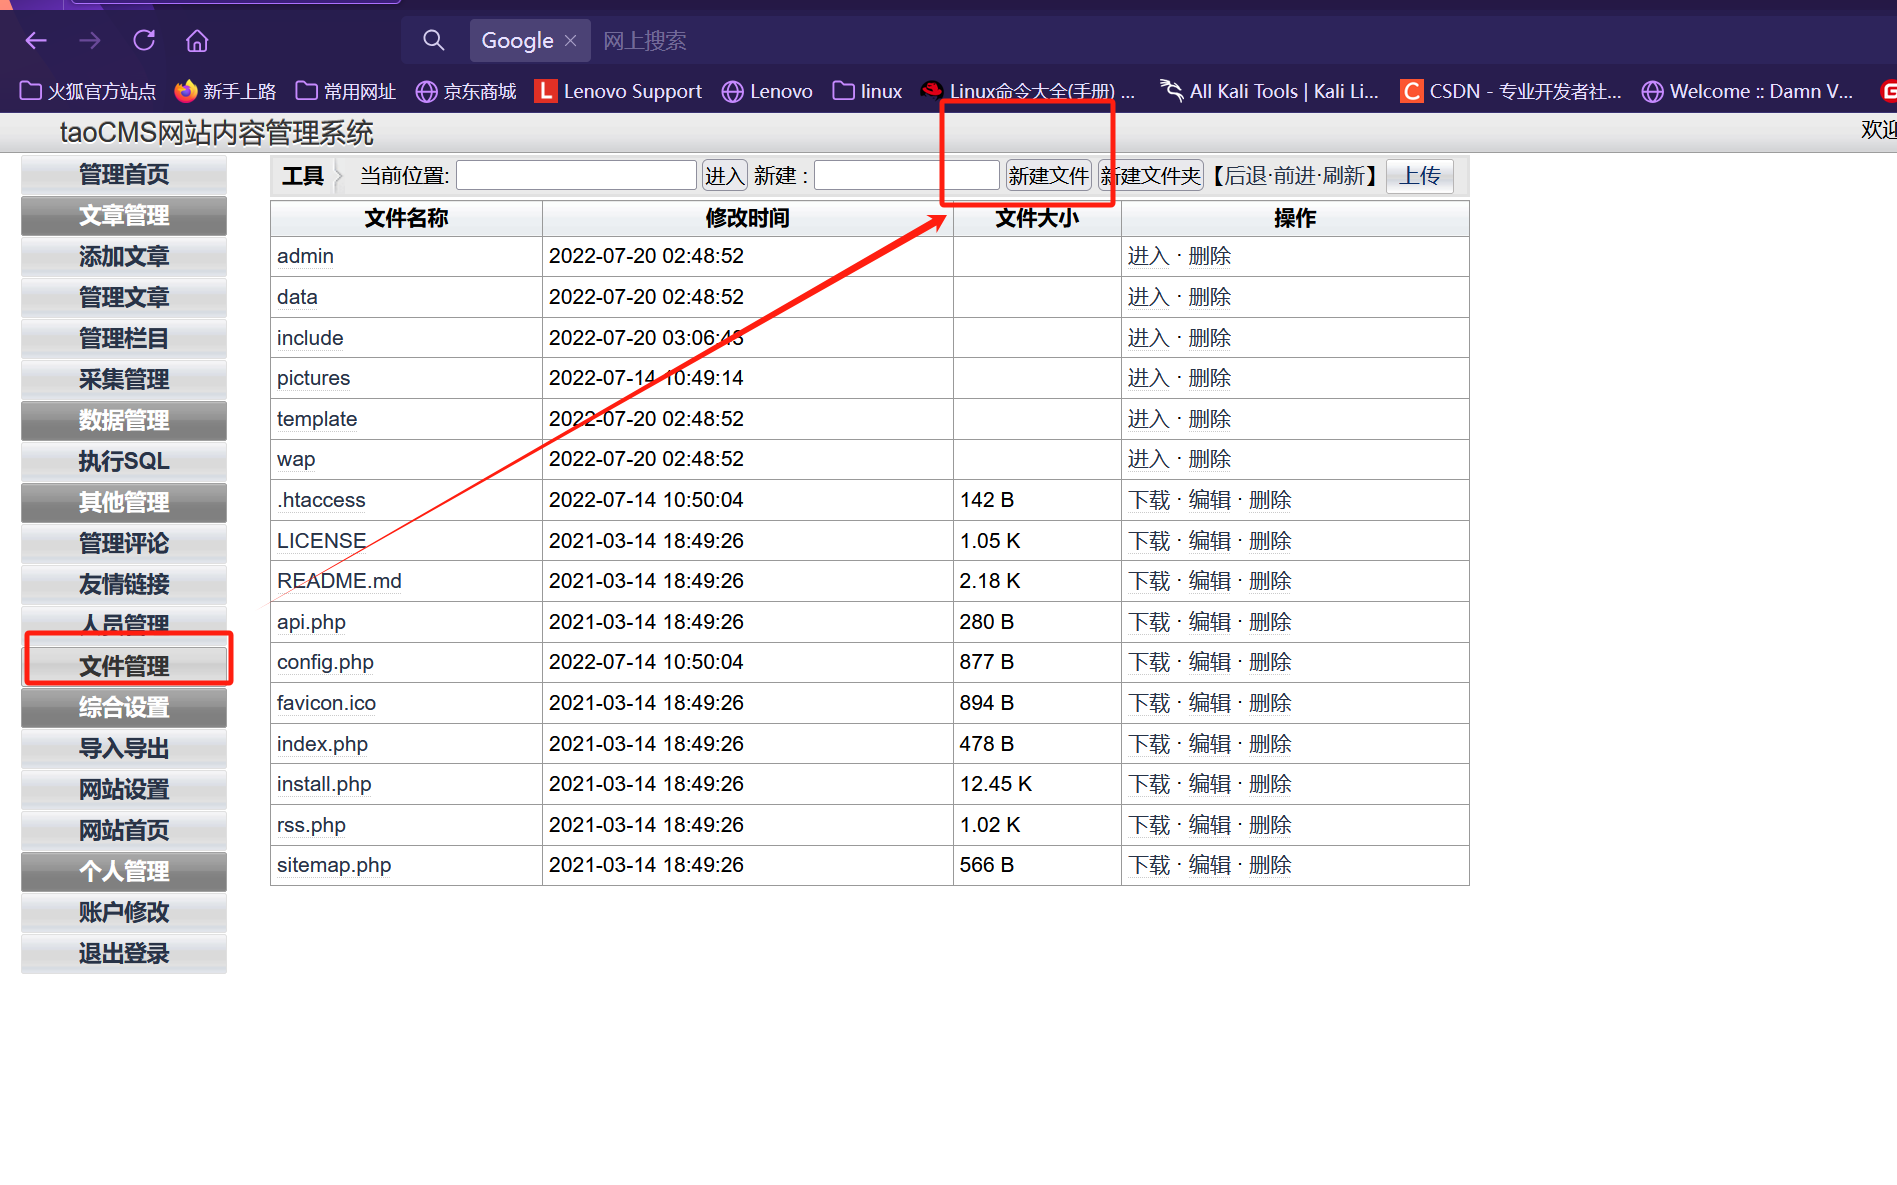 Google × 网上搜索
火狐官方站点 新手上路 常用网址 京东商城 L Lenovo Support Lenovo linux Linux命令大全(手册) ... All Kali Tools | Kali Li... C CSDN - 专业开发者社... Welcome :: Damn V...
taoCMS网站内容管理系统 欢迎
管理首页
文章管理
添加文章
管理文章
管理栏目
采集管理
数据管理
执行SQL
其他管理
管理评论
友情链接
人员管理
文件管理
综合设置
导入导出
网站设置
网站首页
个人管理
账户修改
退出登录
工具 当前位置: 进入 新建 : 新建文件 新建文件夹 【后退·前进·刷新】 上传
文件名称 修改时间 文件大小 操作
admin 2022-07-20 02:48:52 进入 · 删除
data 2022-07-20 02:48:52 进入 · 删除
include 2022-07-20 03:06:43 进入 · 删除
pictures 2022-07-14 10:49:14 进入 · 删除
template 2022-07-20 02:48:52 进入 · 删除
wap 2022-07-20 02:48:52 进入 · 删除
.htaccess 2022-07-14 10:50:04 142 B 下载 · 编辑 · 删除
LICENSE 2021-03-14 18:49:26 1.05 K 下载 · 编辑 · 删除
README.md 2021-03-14 18:49:26 2.18 K 下载 · 编辑 · 删除
api.php 2021-03-14 18:49:26 280 B 下载 · 编辑 · 删除
config.php 2022-07-14 10:50:04 877 B 下载 · 编辑 · 删除
favicon.ico 2021-03-14 18:49:26 894 B 下载 · 编辑 · 删除
index.php 2021-03-14 18:49:26 478 B 下载 · 编辑 · 删除
install.php 2021-03-14 18:49:26 12.45 K 下载 · 编辑 · 删除
rss.php 2021-03-14 18:49:26 1.02 K 下载 · 编辑 · 删除
sitemap.php 2021-03-14 18:49:26 566 B 下载 · 编辑 · 删除